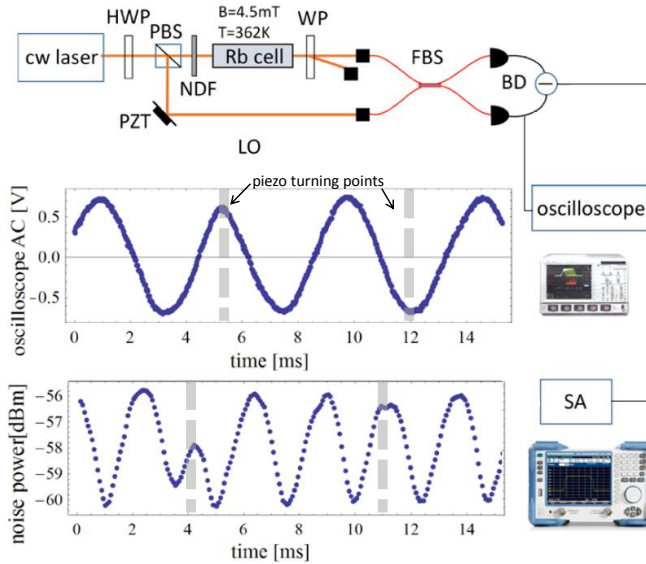 B=4.5mT
T=362K
HWP
PBS
WP
cw laser
Rb cell
FBS
NDF
BD
PZT
LO
piezo turning points
oscilloscope
oscilloscope AC [V]
0.5
0.0
-0.5
0 2 4 6 8 10 12 14
time [ms]
SA
noise power[dBm]
-56
-57
-58
-59
-60
0 2 4 6 8 10 12 14
time [ms]